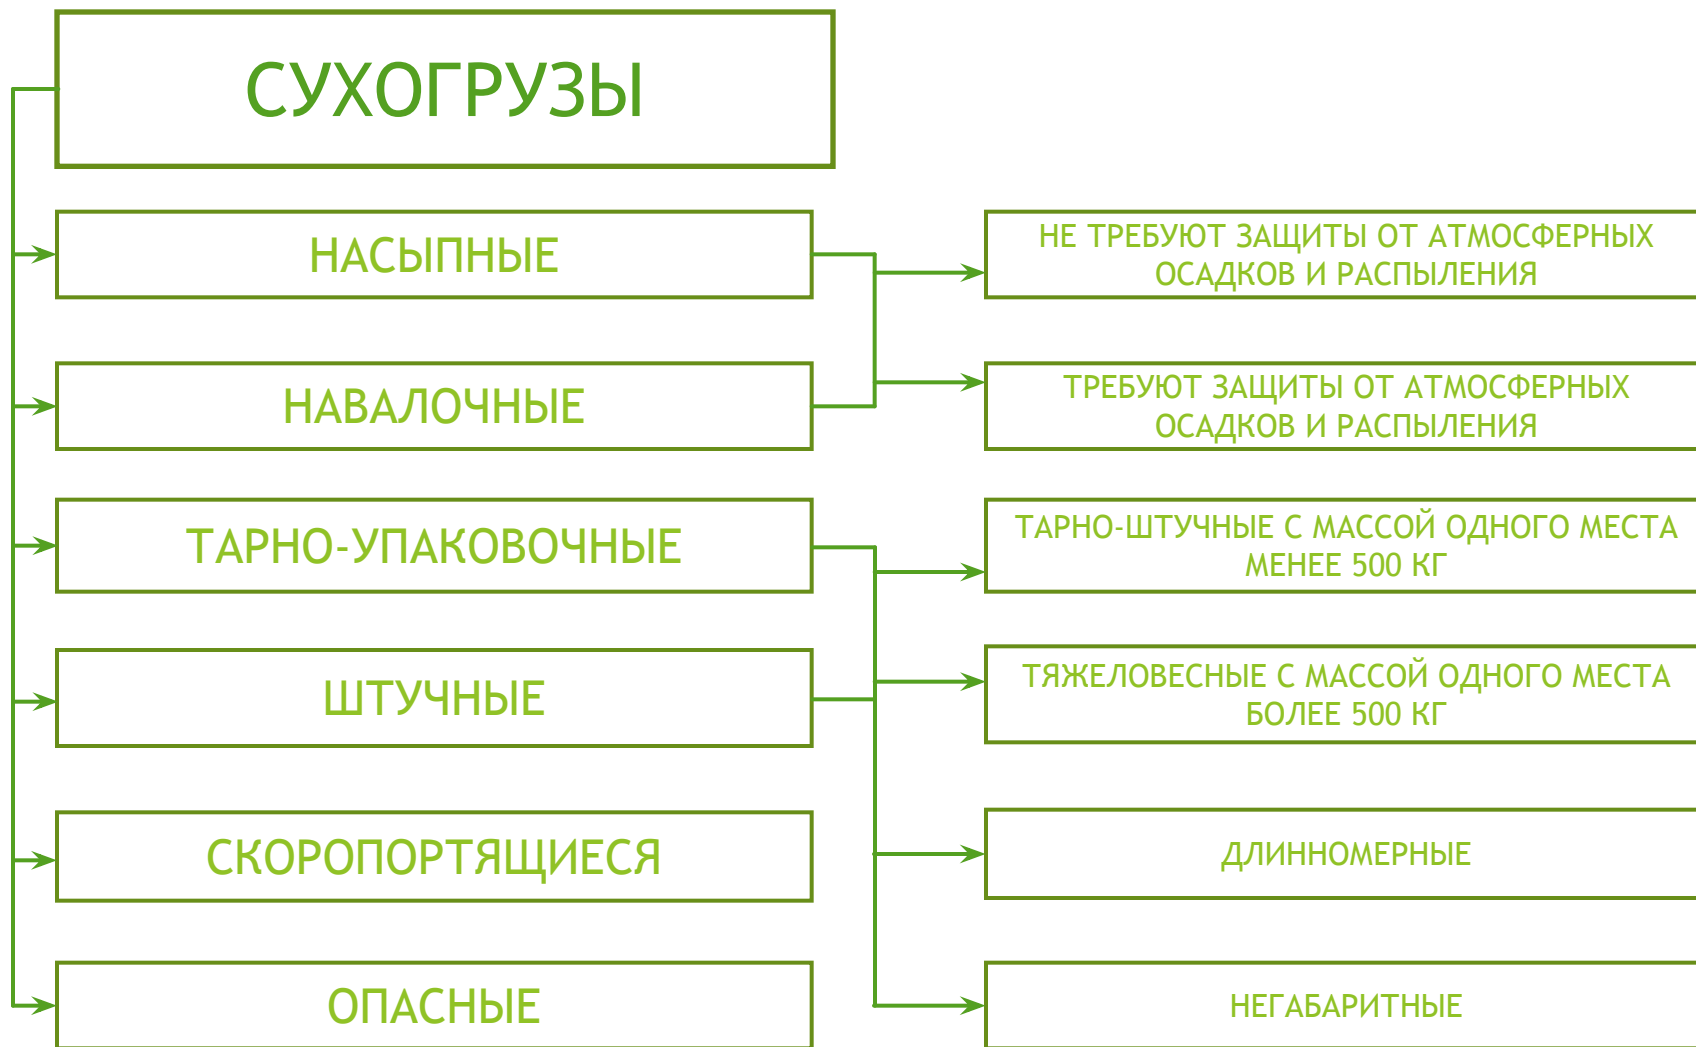 СУХОГРУЗЫ
НАСЫПНЫЕ
НАВАЛОЧНЫЕ
ТАРНО-УПАКОВОЧНЫЕ
ШТУЧНЫЕ
СКОРОПОРТЯЩИЕСЯ
ОПАСНЫЕ
НЕ ТРЕБУЮТ ЗАЩИТЫ ОТ АТМОСФЕРНЫХ
ОСАДКОВ И РАСПЫЛЕНИЯ
ТРЕБУЮТ ЗАЩИТЫ ОТ АТМОСФЕРНЫХ
ОСАДКОВ И РАСПЫЛЕНИЯ
ТАРНО-ШТУЧНЫЕ С МАССОЙ ОДНОГО МЕСТА
МЕНЕЕ 500 КГ
ТЯЖЕЛОВЕСНЫЕ С МАССОЙ ОДНОГО МЕСТА
БОЛЕЕ 500 КГ
ДЛИННОМЕРНЫЕ
НЕГАБАРИТНЫЕ